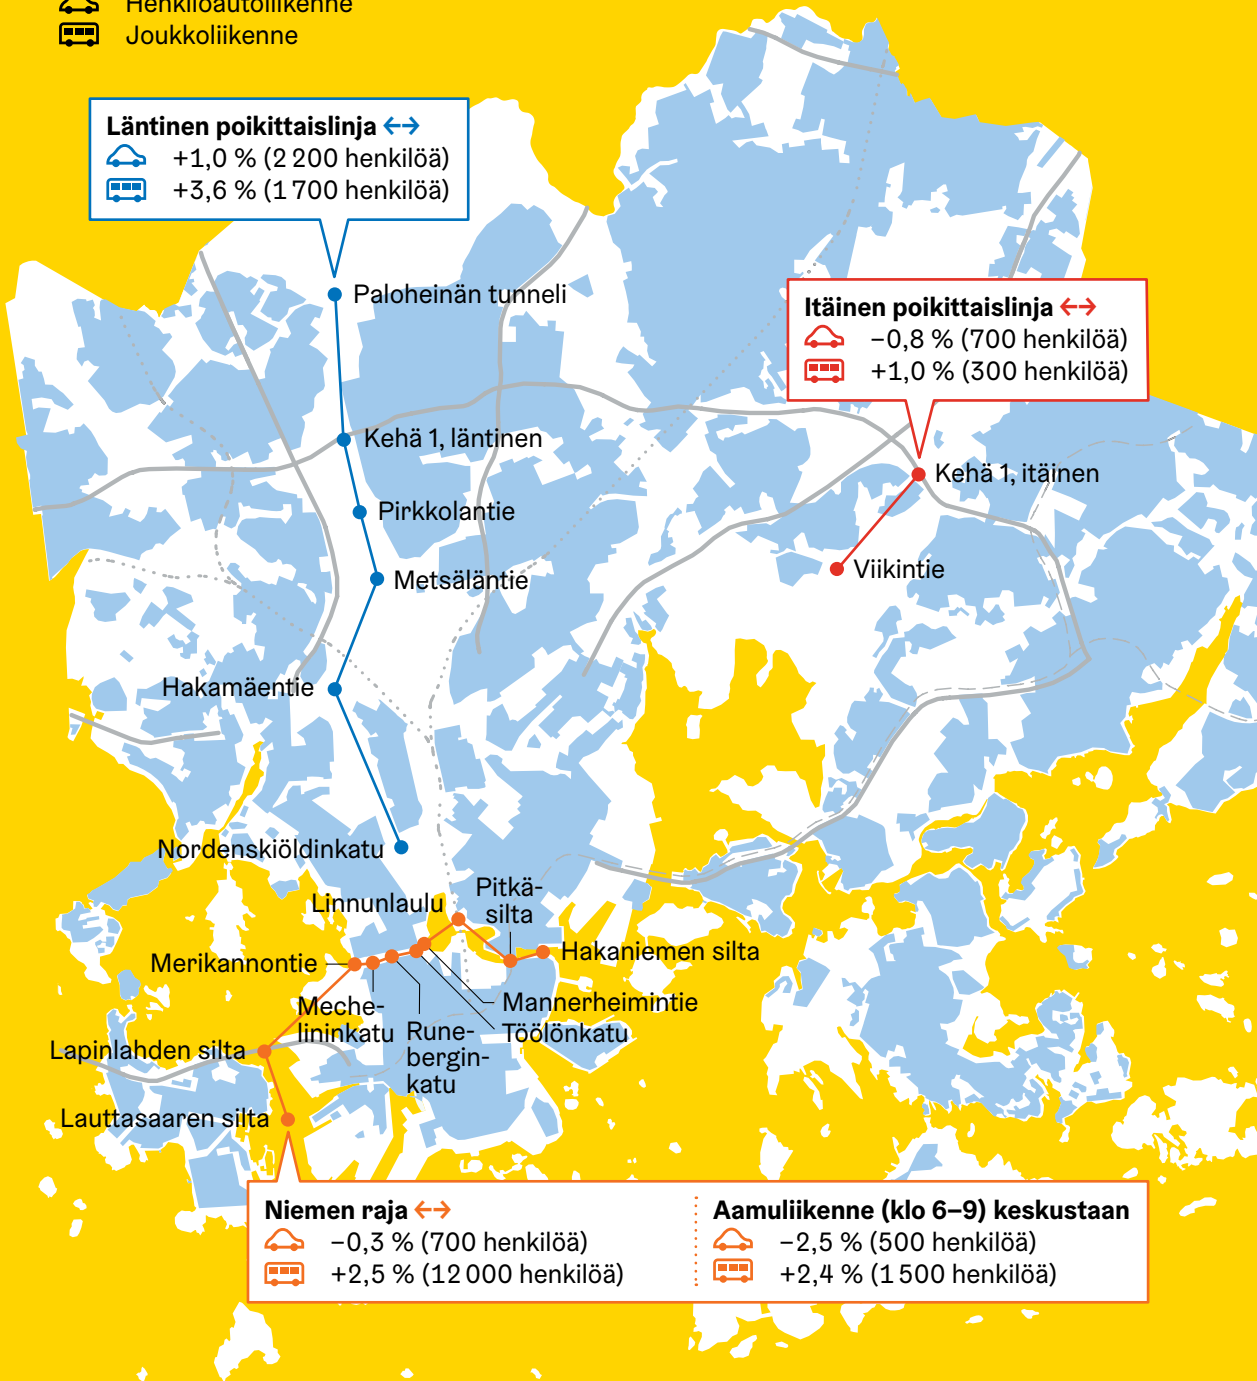 Henkilöautoliikenne
Joukkoliikenne
Läntinen poikittaislinja
+1,0 % (2 200 henkilöä)
+3,6 % (1 700 henkilöä)
Paloheinän tunneli
Itäinen poikittaislinja
−0,8 % (700 henkilöä)
+1,0 % (300 henkilöä)
Kehä 1, läntinen
Kehä 1, itäinen
Pirkkolantie
Metsäläntie
Viikintie
Hakamäentie
Nordenskiöldinkatu
Linnunlaulu
Pitkä-
silta
Hakaniemen silta
Merikannontie
Meche-
lininkatu
Mannerheimintie
Töölönkatu
Rune-
bergin-
katu
Lapinlahden silta
Lauttasaaren silta
Niemen raja
−0,3 % (700 henkilöä)
+2,5 % (12 000 henkilöä)
Aamuliikenne (klo 6–9) keskustaan
−2,5 % (500 henkilöä)
+2,4 % (1 500 henkilöä)